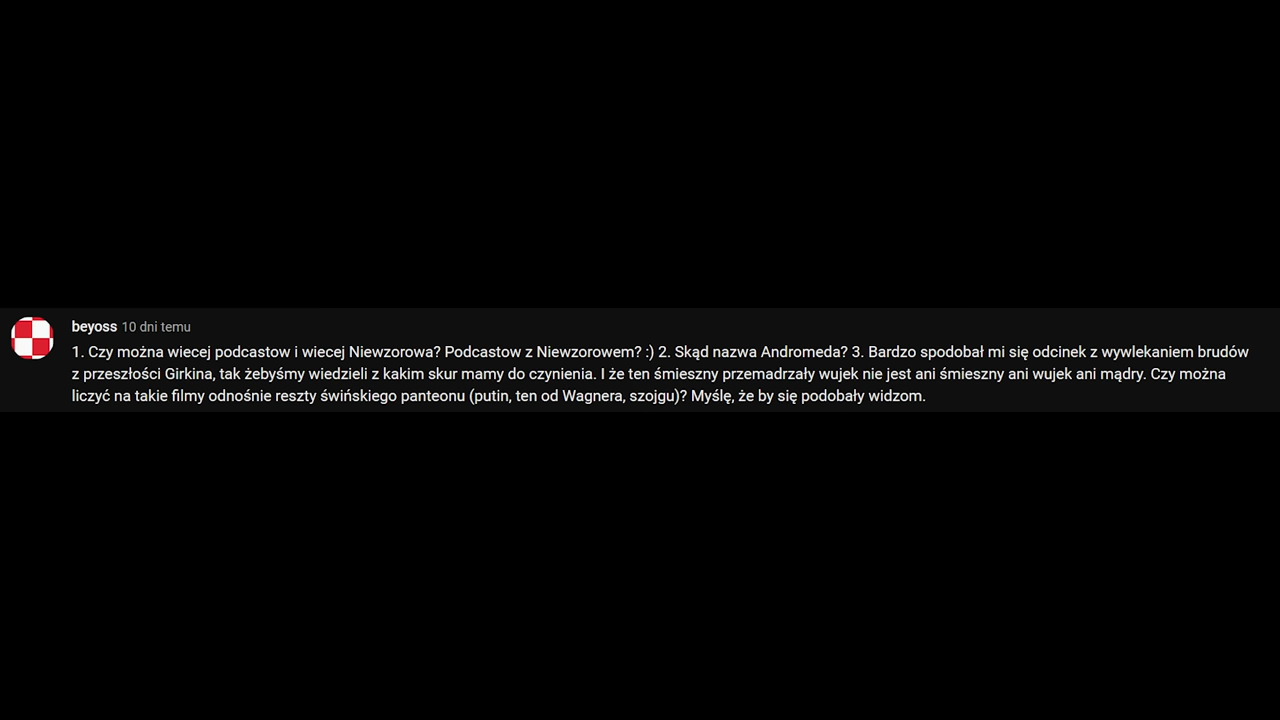 beyoss 10 dni temu
1. Czy można wiecej podcastow i wiecej Niewzorowa? Podcastow z Niewzorowem? :) 2. Skąd nazwa Andromeda? 3. Bardzo spodobał mi się odcinek z wywlekaniem brudów
z przeszłości Girkina, tak żebyśmy wiedzieli z kakim skur mamy do czynienia. I że ten śmieszny przemadrzały wujek nie jest ani śmieszny ani wujek ani mądry. Czy można
liczyć na takie filmy odnośnie reszty świńskiego panteonu (putin, ten od Wagnera, szojgu)? Myślę, że by się podobały widzom.